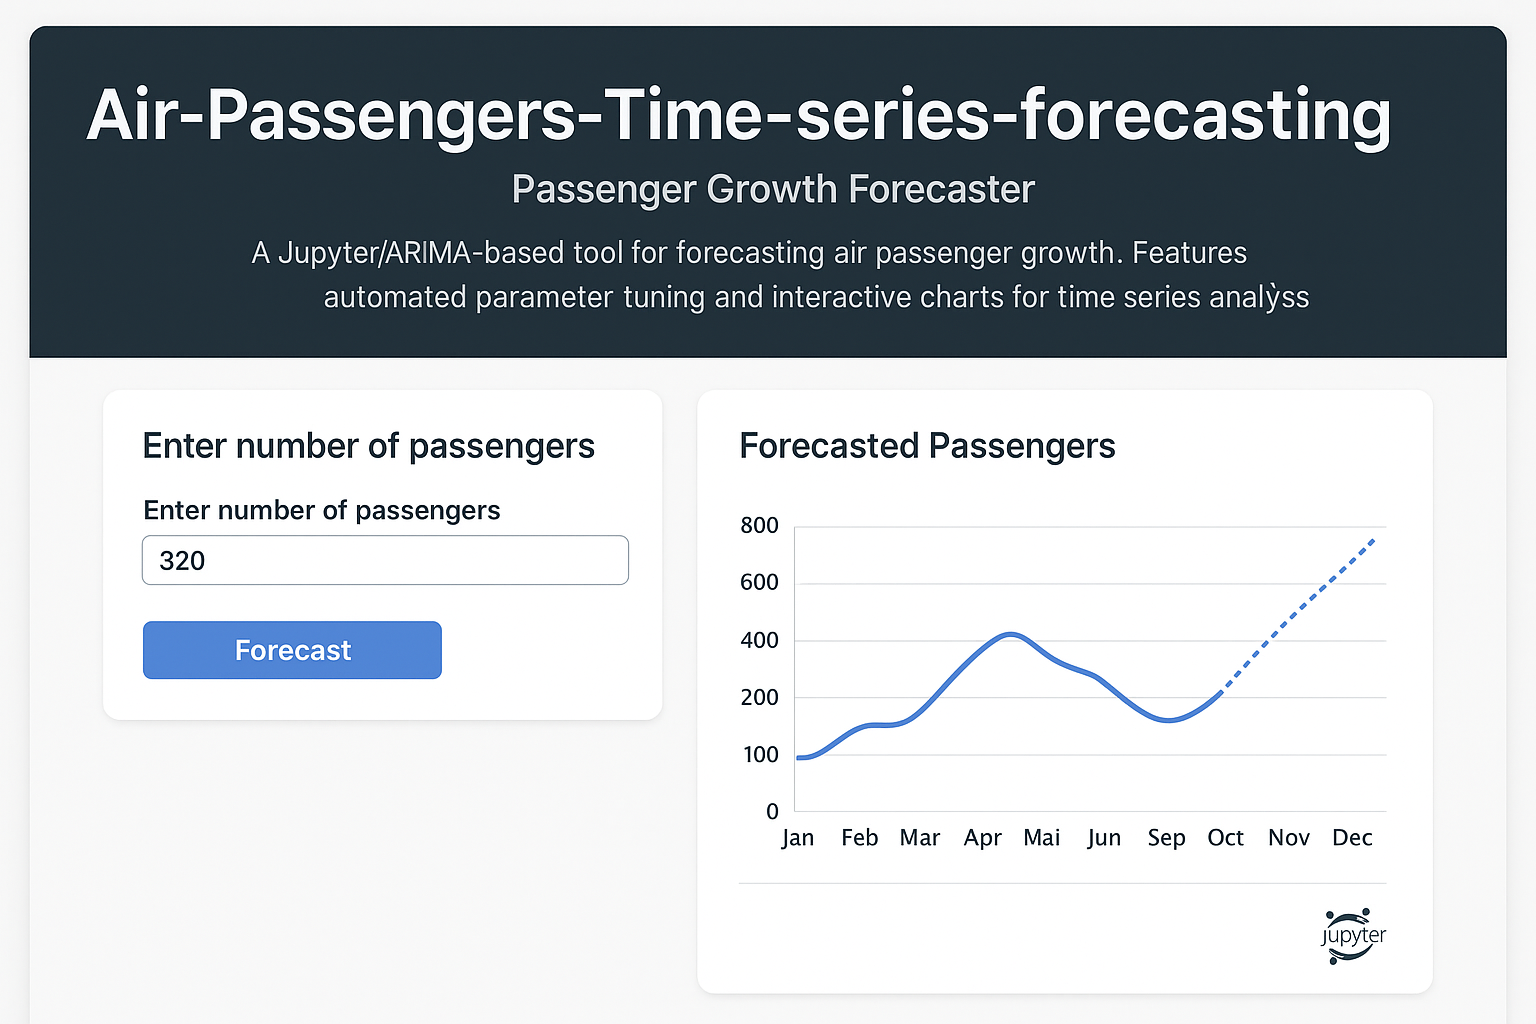 Air-Passengers-Time-series-forecasting
Passenger Growth Forecaster
A Jupyter/ARIMA-based tool for forecasting air passenger growth. Features
automated parameter tuning and interactive charts for time series analỳss
Enter number of passengers
Enter number of passengers
320
Forecast
Forecasted Passengers
800
600
400
200
100
0
Jan Feb Mar Apr Mai Jun Sep Oct Nov Dec
jupyter